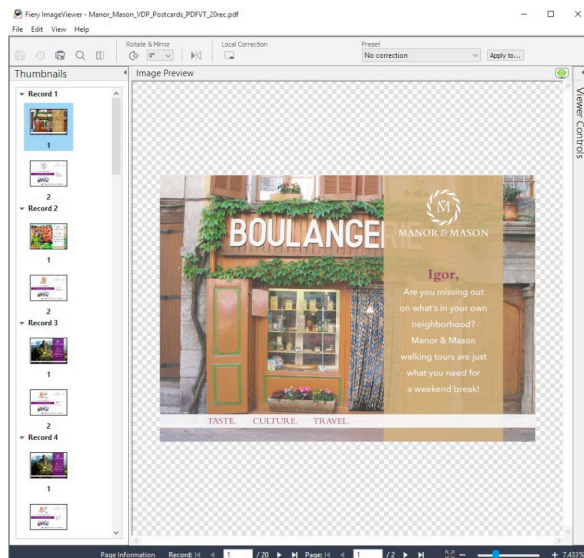 Fiery ImageViewer - Manor_Mason_VDP_Postcards_PDFVT_20rec.pdf
File Edit View Help
Rotate & Mirror
Local Correction
Preset
0°
No correction
Apply to...
Thumbnails
Image Preview
Viewer Controls
Record 1
1
2
Record 2
1
2
Record 3
1
2
Record 4
1
BOULANGERIE
M
MANOR & MASON
Igor,
Are you missing out
on what's in your own
neighborhood?
Manor & Mason
walking tours are just
what you need for
a weekend break!
TASTE. CULTURE. TRAVEL.
Page Information Record: 1 / 20 Page: 1 / 2 7.433%